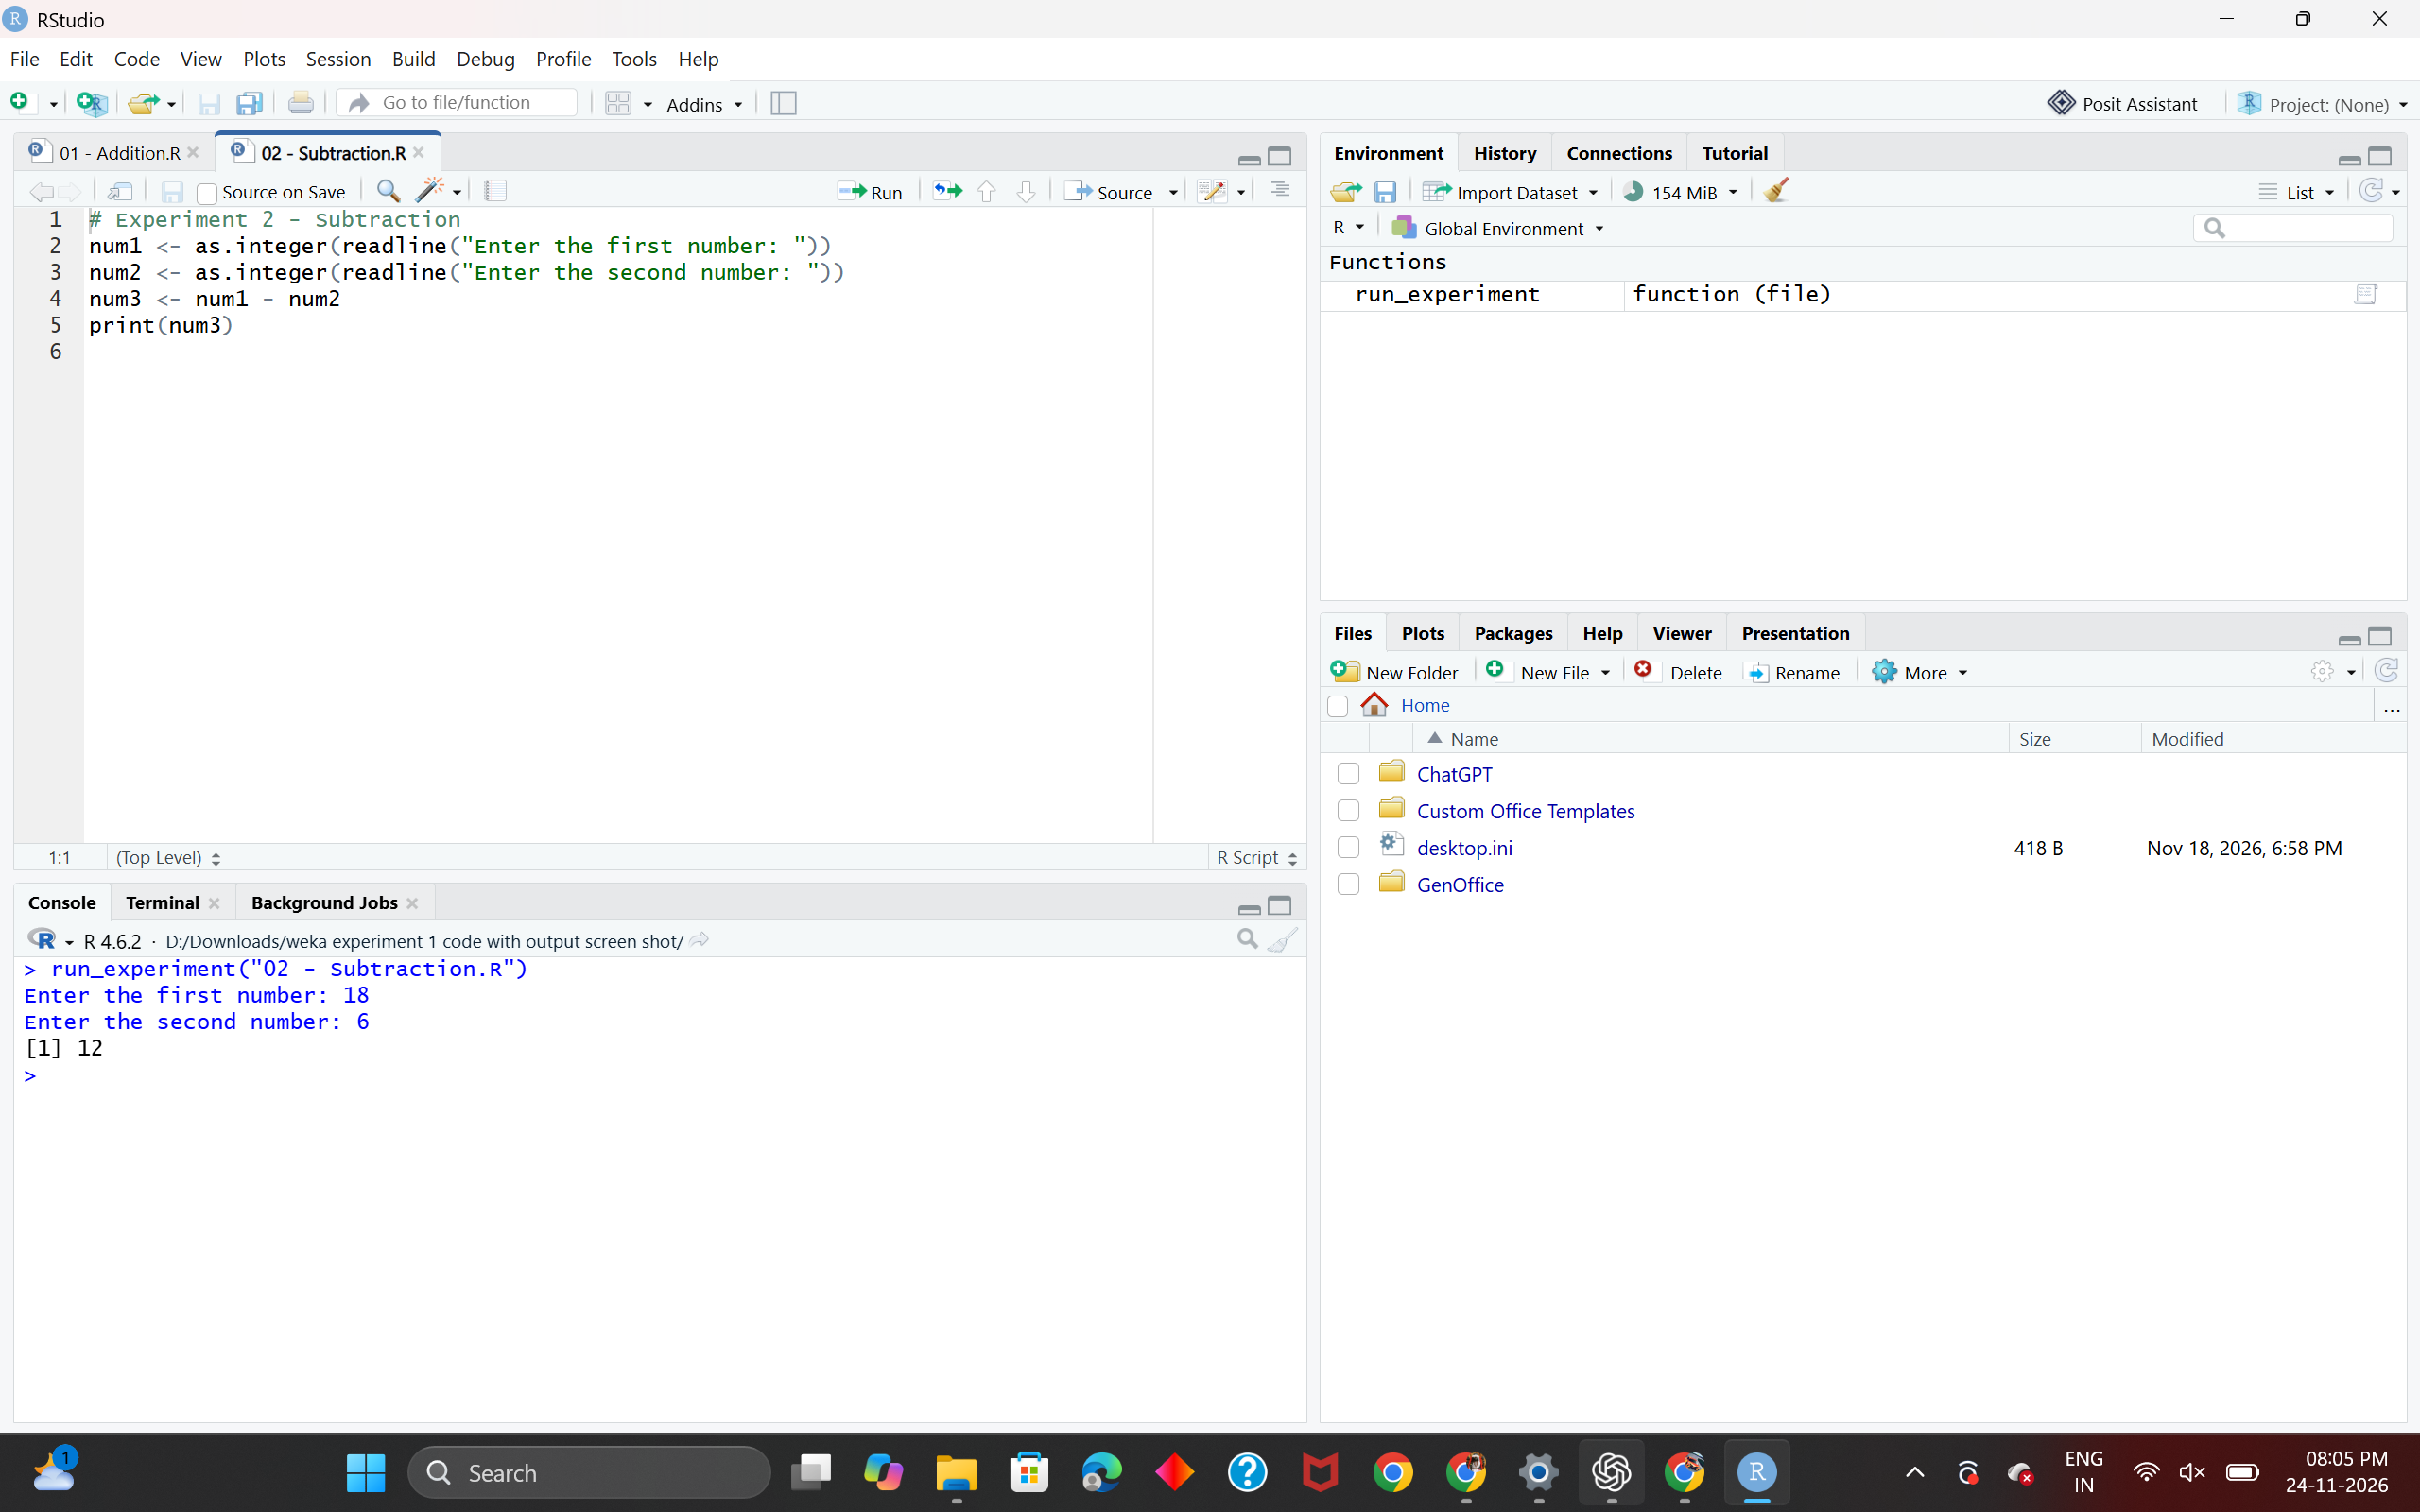 RStudio
File Edit Code View Plots Session Build Debug Profile Tools Help
Go to file/function Addins Posit Assistant Project: (None)
01 - Addition.R 02 - Subtraction.R
Source on Save Run Source
1 # Experiment 2 - Subtraction
2 num1 <- as.integer(readline("Enter the first number: "))
3 num2 <- as.integer(readline("Enter the second number: "))
4 num3 <- num1 - num2
5 print(num3)
6
1:1 (Top Level) R Script
Console Terminal Background Jobs
R 4.6.2 · D:/Downloads/weka experiment 1 code with output screen shot/
> run_experiment("02 - Subtraction.R")
Enter the first number: 18
Enter the second number: 6
[1] 12
>
Environment History Connections Tutorial
Import Dataset 154 MiB List
R Global Environment
Functions
run_experiment function (file)
Files Plots Packages Help Viewer Presentation
New Folder New File Delete Rename More
Home ...
Name Size Modified
ChatGPT
Custom Office Templates
desktop.ini 418 B Nov 18, 2026, 6:58 PM
GenOffice
1 Search ENG 08:05 PM
IN 24-11-2026